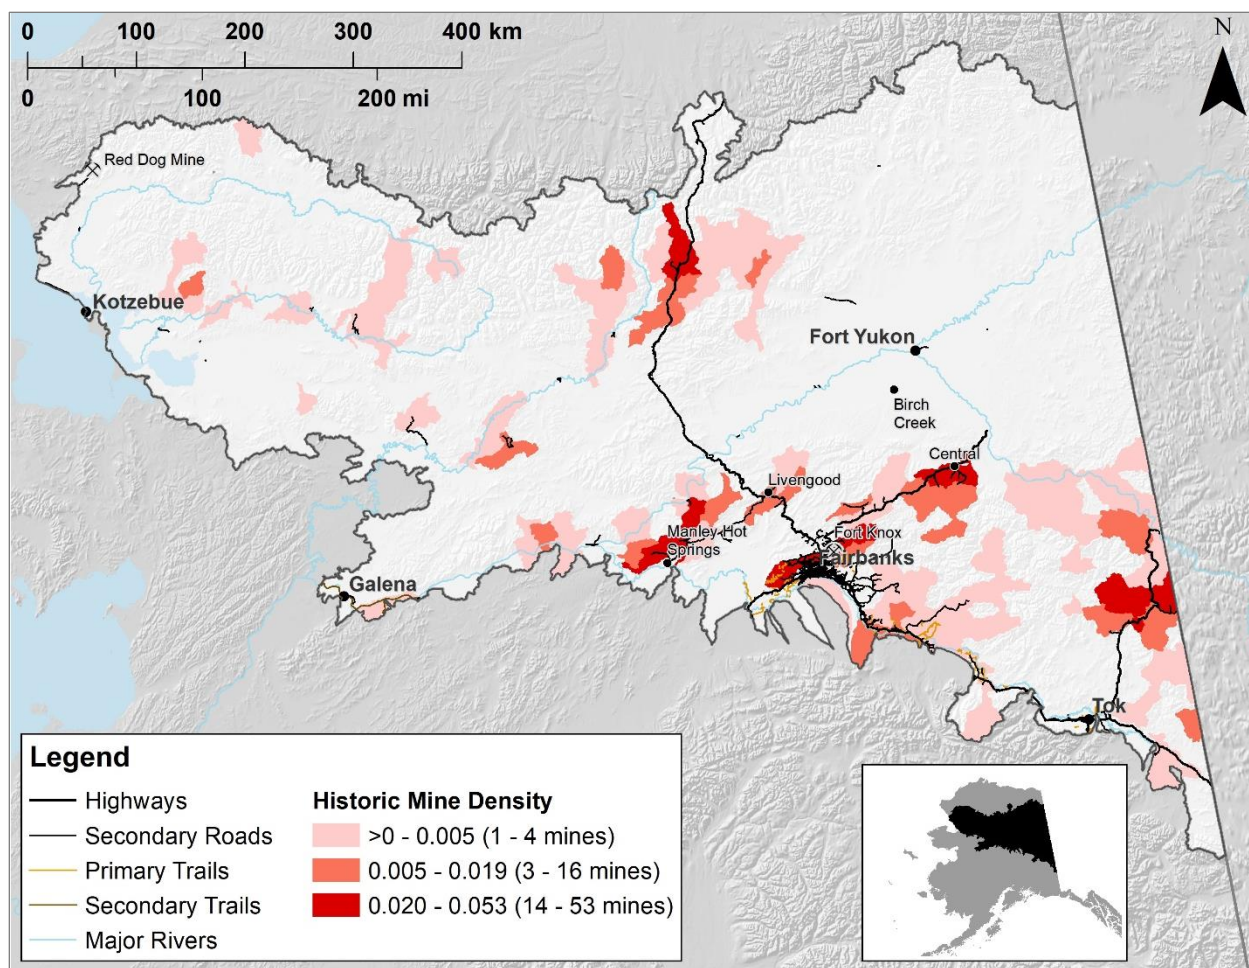 0 100 200 300 400 km
0 100 200 mi
N
Red Dog Mine
Kotzebue
Fort Yukon
Birch
Creek
Central
Livengood
Manley Hot
Springs
Fort Knox
Fairbanks
Galena
Tok
Legend
Highways
Secondary Roads
Primary Trails
Secondary Trails
Major Rivers
Historic Mine Density
>0 - 0.005 (1 - 4 mines)
0.005 - 0.019 (3 - 16 mines)
0.020 - 0.053 (14 - 53 mines)